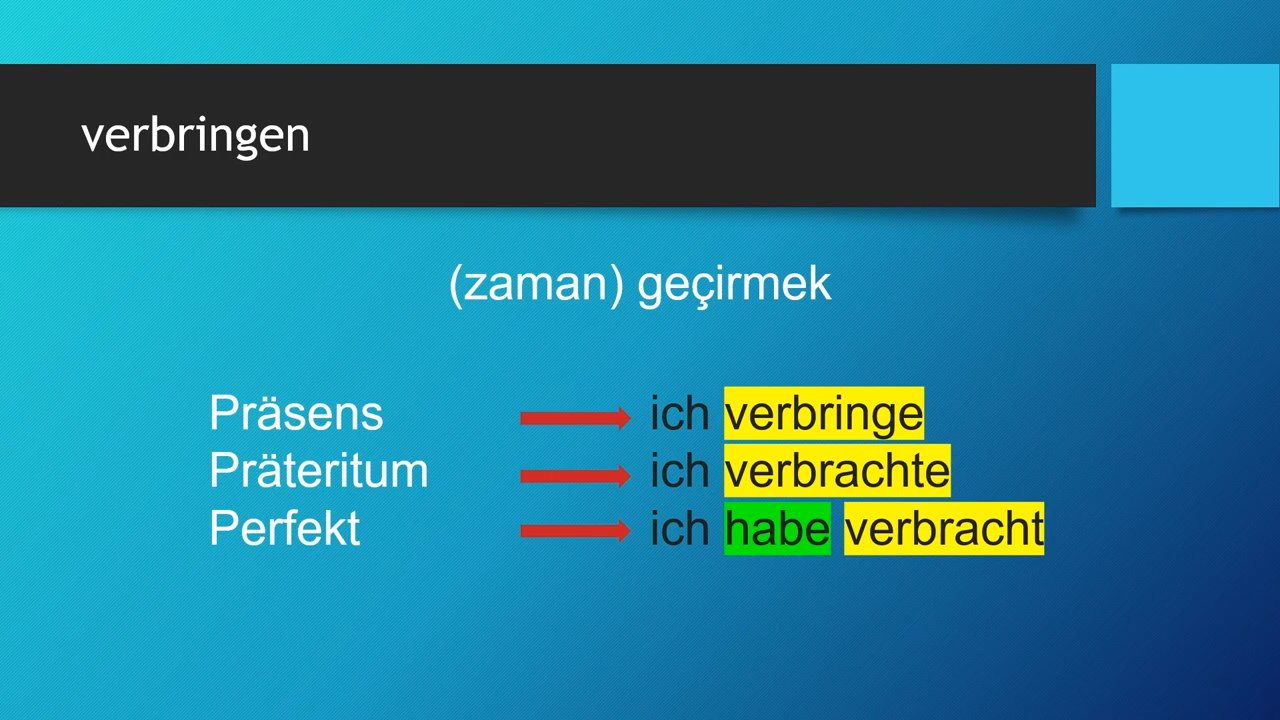 verbringen
(zaman) geçirmek
Präsens ich verbringe
Präteritum ich verbrachte
Perfekt ich habe verbracht